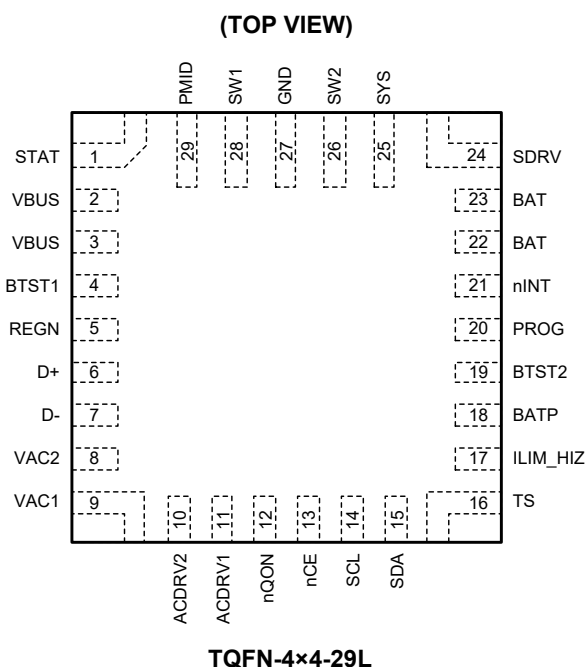 (TOP VIEW)
PMID
SW1
GND
SW2
SYS
29
28
27
26
25
STAT 1
24 SDRV
VBUS 2
23 BAT
VBUS 3
22 BAT
BTST1 4
21 nINT
REGN 5
20 PROG
D+ 6
19 BTST2
D- 7
18 BATP
VAC2 8
17 ILIM_HIZ
VAC1 9
16 TS
10
11
12
13
14
15
ACDRV2
ACDRV1
nQON
nCE
SCL
SDA
TQFN-4×4-29L